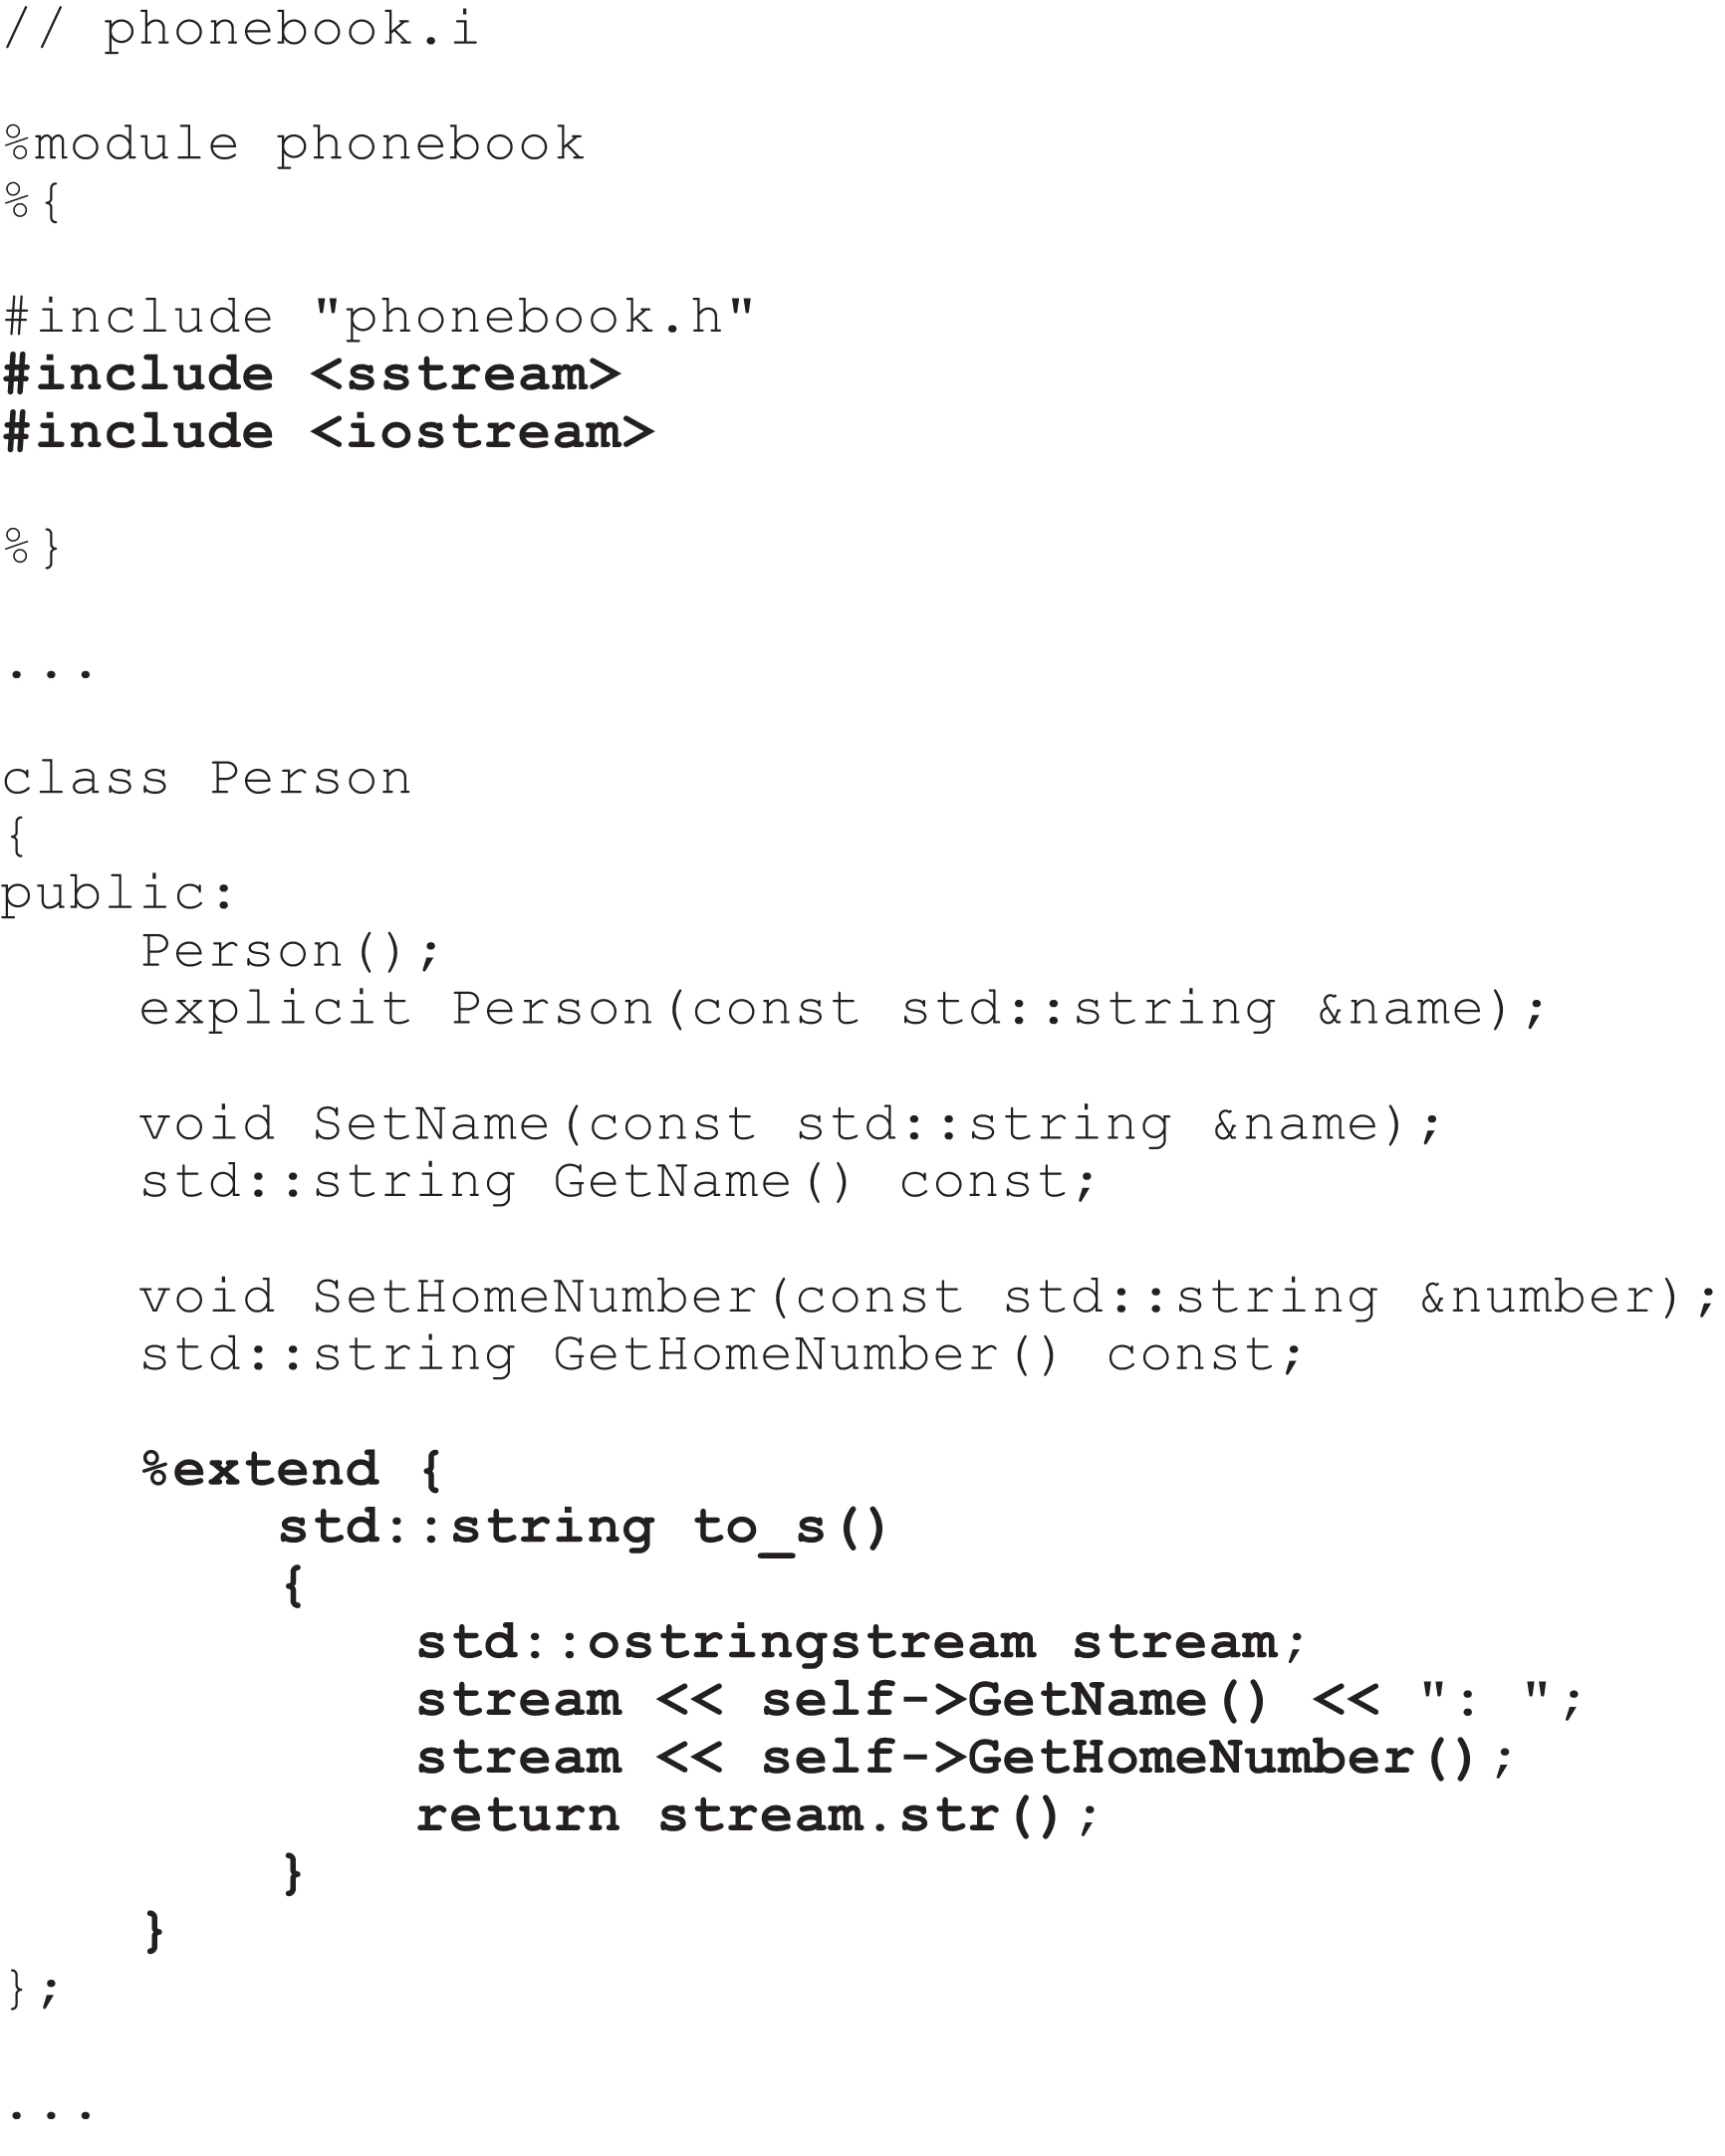 // phonebook.i

%module phonebook
%{

#include "phonebook.h"
#include <sstream>
#include <iostream>

%}

...

class Person
{
public:
    Person();
    explicit Person(const std::string &name);

    void SetName(const std::string &name);
    std::string GetName() const;

    void SetHomeNumber(const std::string &number);
    std::string GetHomeNumber() const;

    %extend {
        std::string to_s()
        {
            std::ostringstream stream;
            stream << self->GetName() << ": ";
            stream << self->GetHomeNumber();
            return stream.str();
        }
    }
};

...